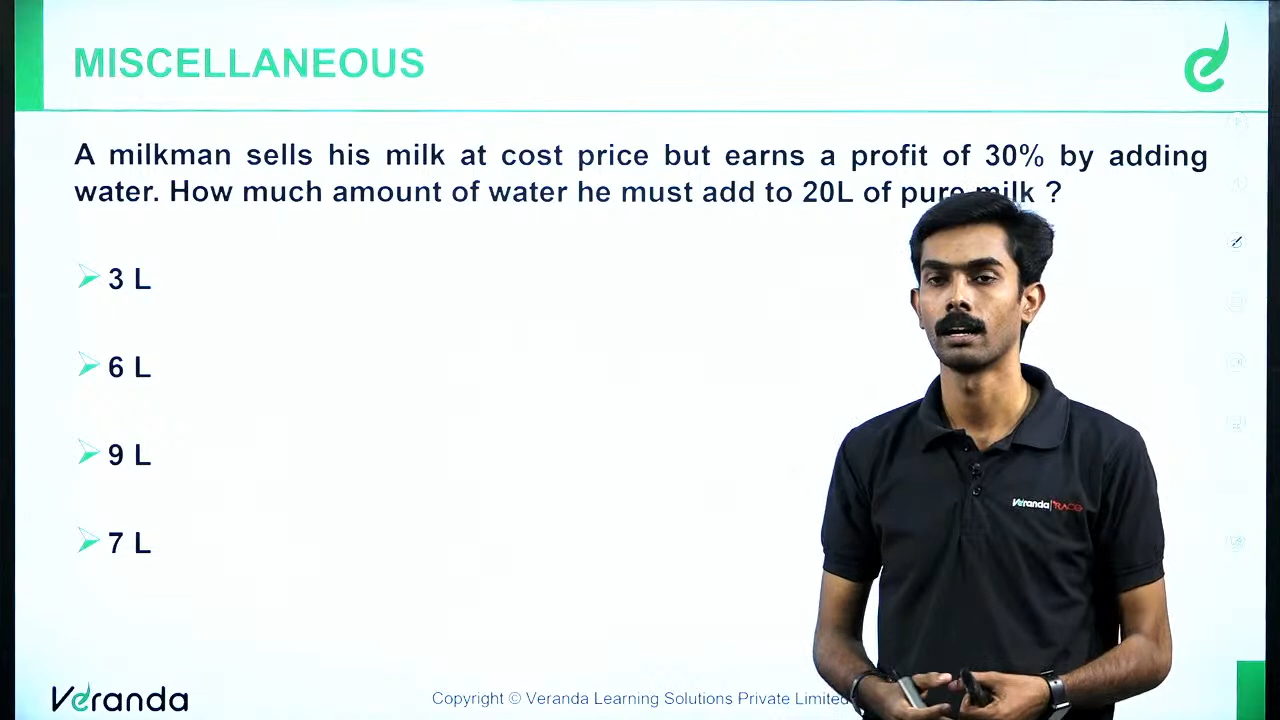 MISCELLANEOUS
A milkman sells his milk at cost price but earns a profit of 30% by adding
water. How much amount of water he must add to 20L of pure milk ?
3 L
6 L
9 L
7 L
Veranda RACE
Veranda
Copyright © Veranda Learning Solutions Private Limited